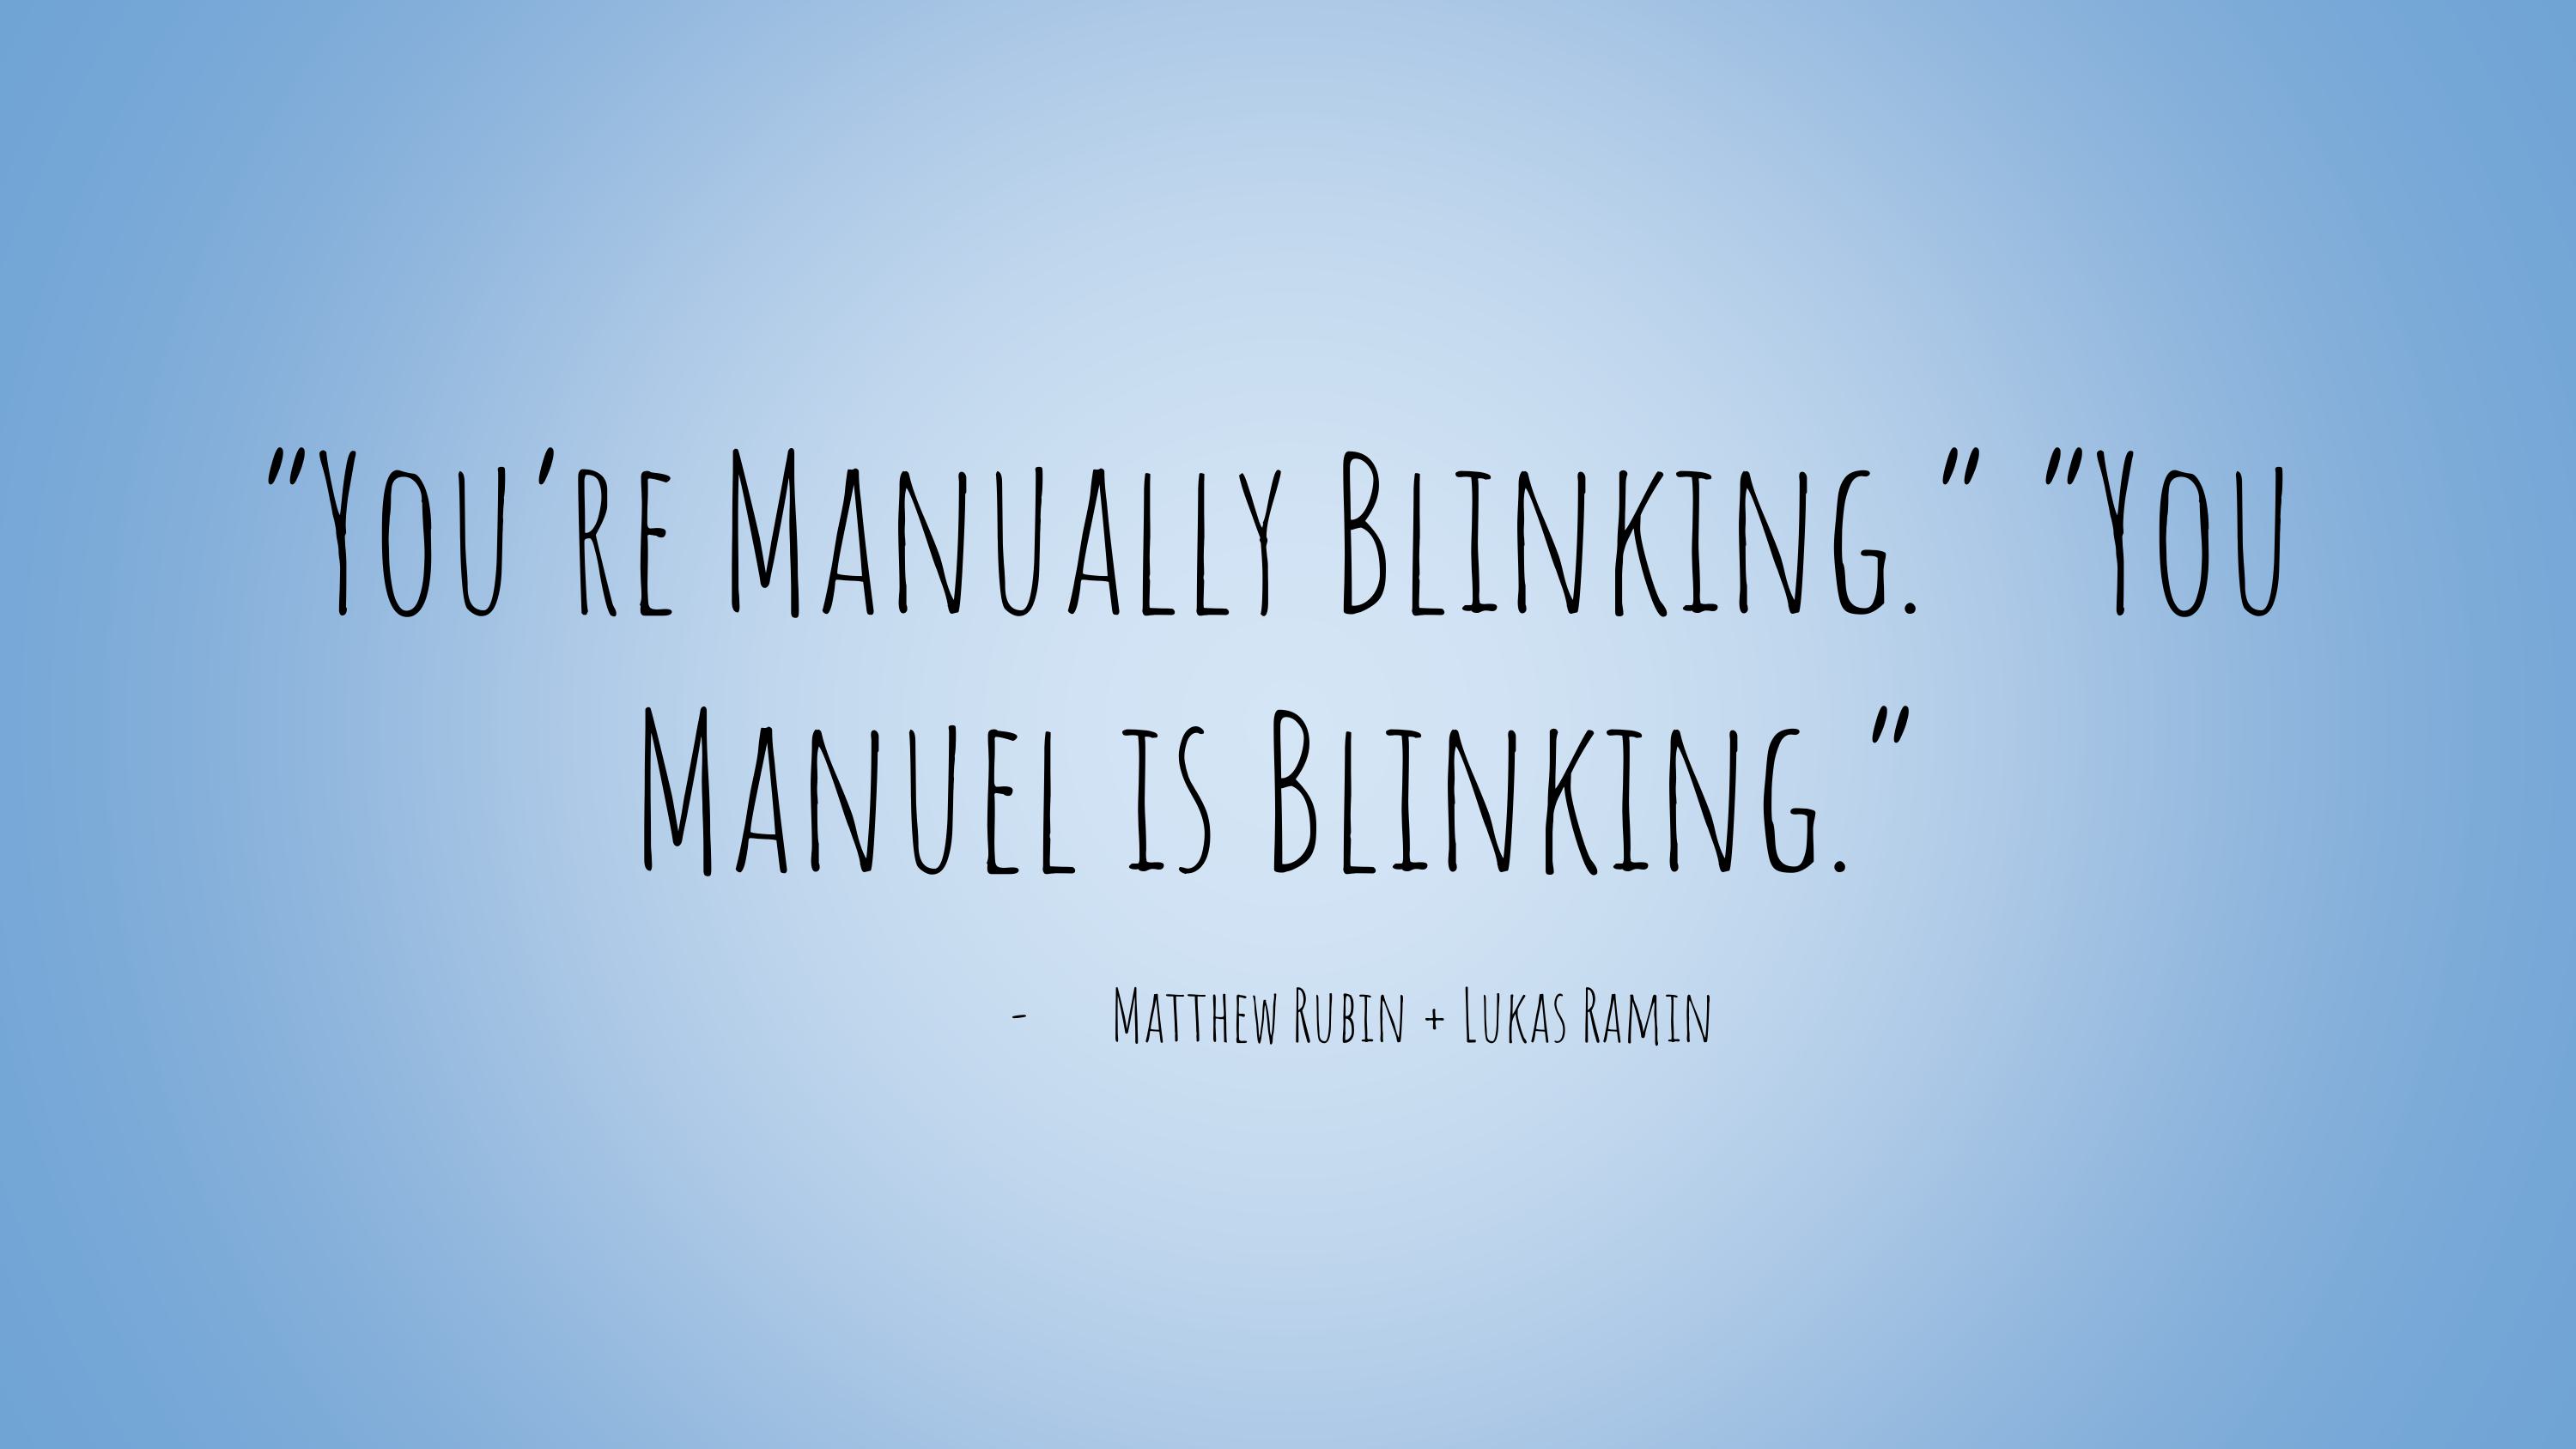 "You're Manually Blinking." "You
Manuel is Blinking."
- Matthew Rubin + Lukas Ramin